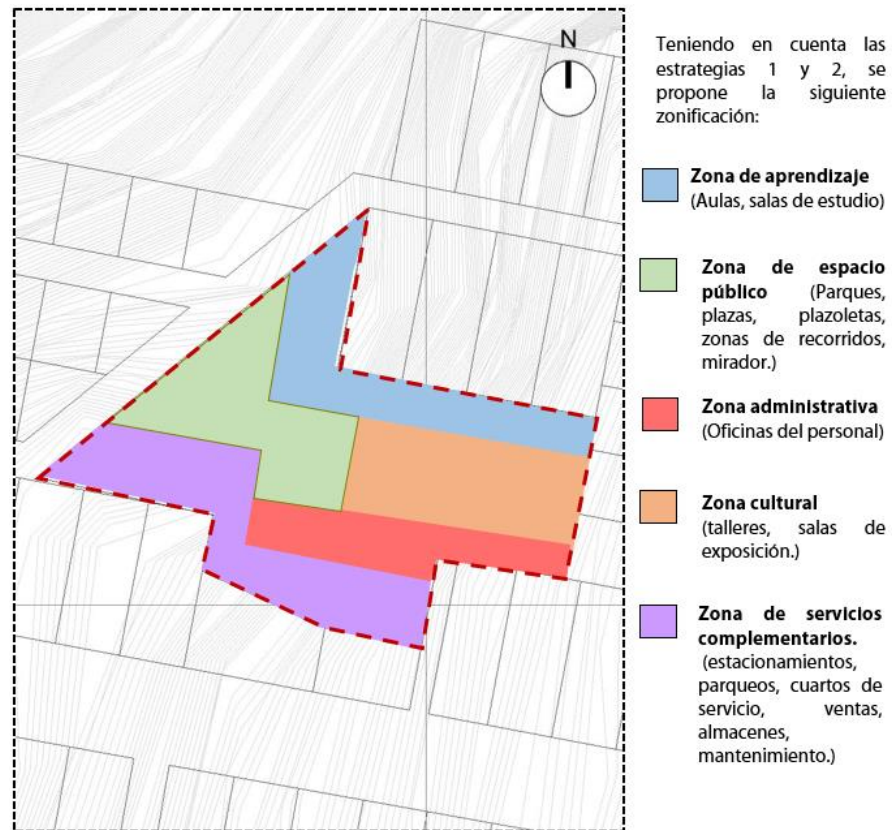 N
Teniendo en cuenta las
estrategias 1 y 2, se
propone la siguiente
zonificación:
Zona de aprendizaje
(Aulas, salas de estudio)
Zona de espacio
público (Parques,
plazas, plazoletas,
zonas de recorridos,
mirador.)
Zona administrativa
(Oficinas del personal)
Zona cultural
(talleres, salas de
exposición.)
Zona de servicios
complementarios.
(estacionamientos,
parqueos, cuartos de
servicio, ventas,
almacenes,
mantenimiento.)